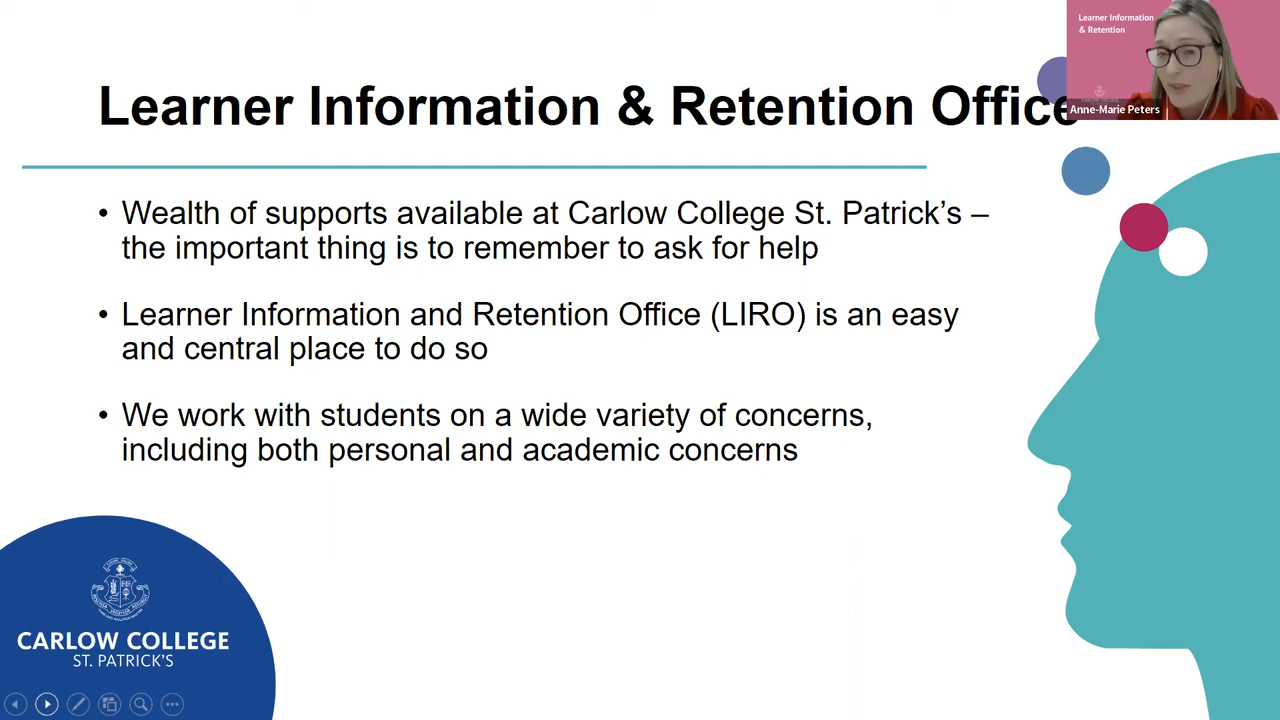 Learner Information
& Retention
Anne-Marie Peters
Learner Information & Retention Office
• Wealth of supports available at Carlow College St. Patrick’s –
the important thing is to remember to ask for help
• Learner Information and Retention Office (LIRO) is an easy
and central place to do so
• We work with students on a wide variety of concerns,
including both personal and academic concerns
CARLOW COLLEGE
ST. PATRICK'S